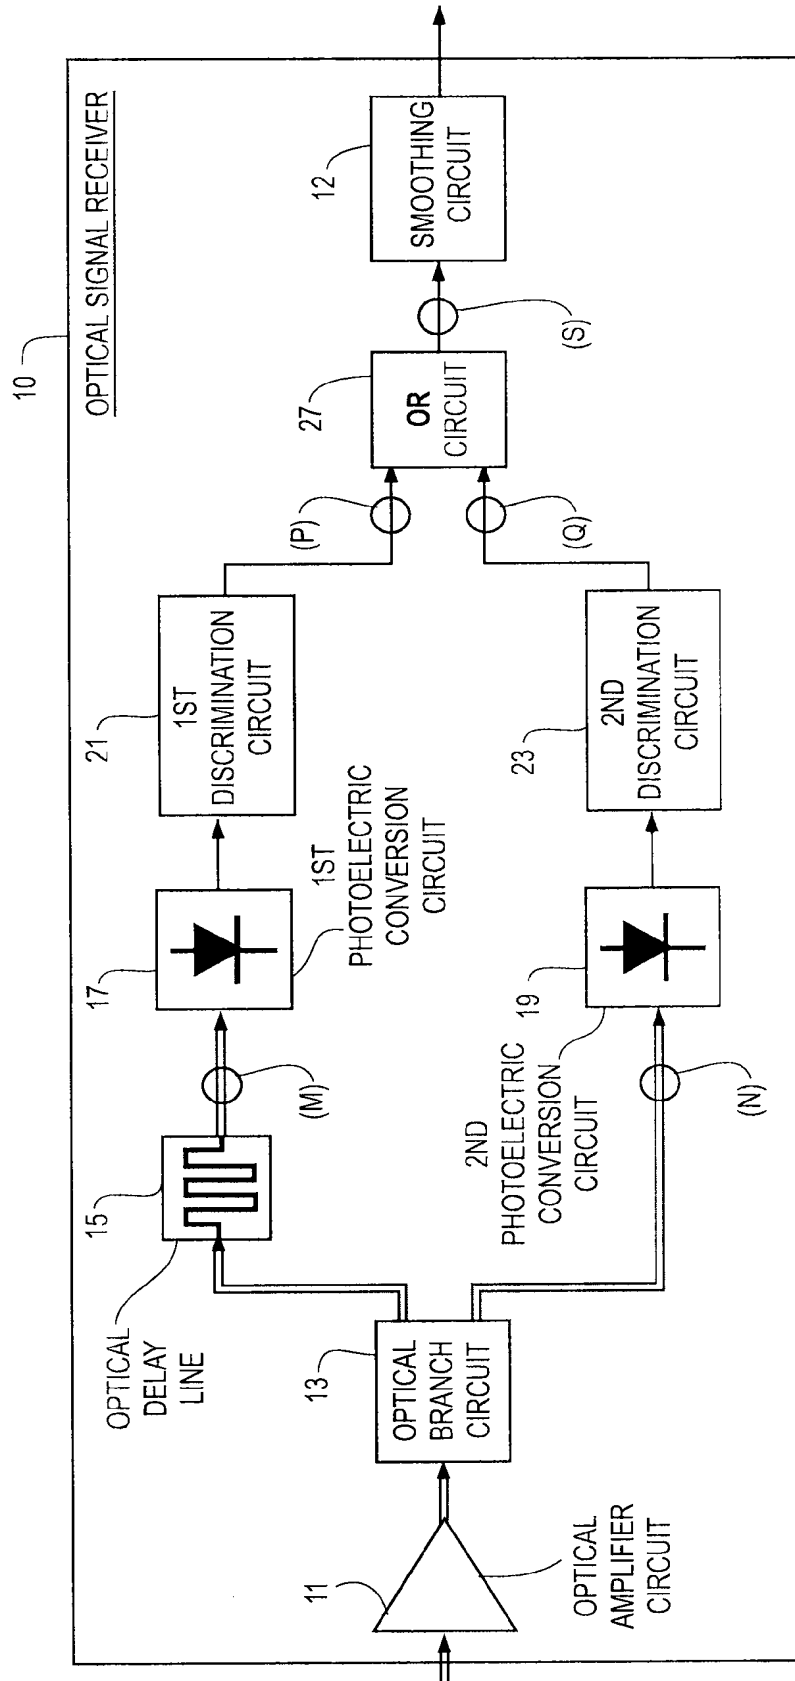 10
OPTICAL SIGNAL RECEIVER
11
OPTICAL
AMPLIFIER
CIRCUIT
13
OPTICAL
BRANCH
CIRCUIT
OPTICAL
DELAY
LINE
15
(M)
17
1ST
PHOTOELECTRIC
CONVERSION
CIRCUIT
21
1ST
DISCRIMINATION
CIRCUIT
(P)
2ND
PHOTOELECTRIC
CONVERSION
CIRCUIT
(N)
19
23
2ND
DISCRIMINATION
CIRCUIT
(Q)
27
OR
CIRCUIT
(S)
12
SMOOTHING
CIRCUIT